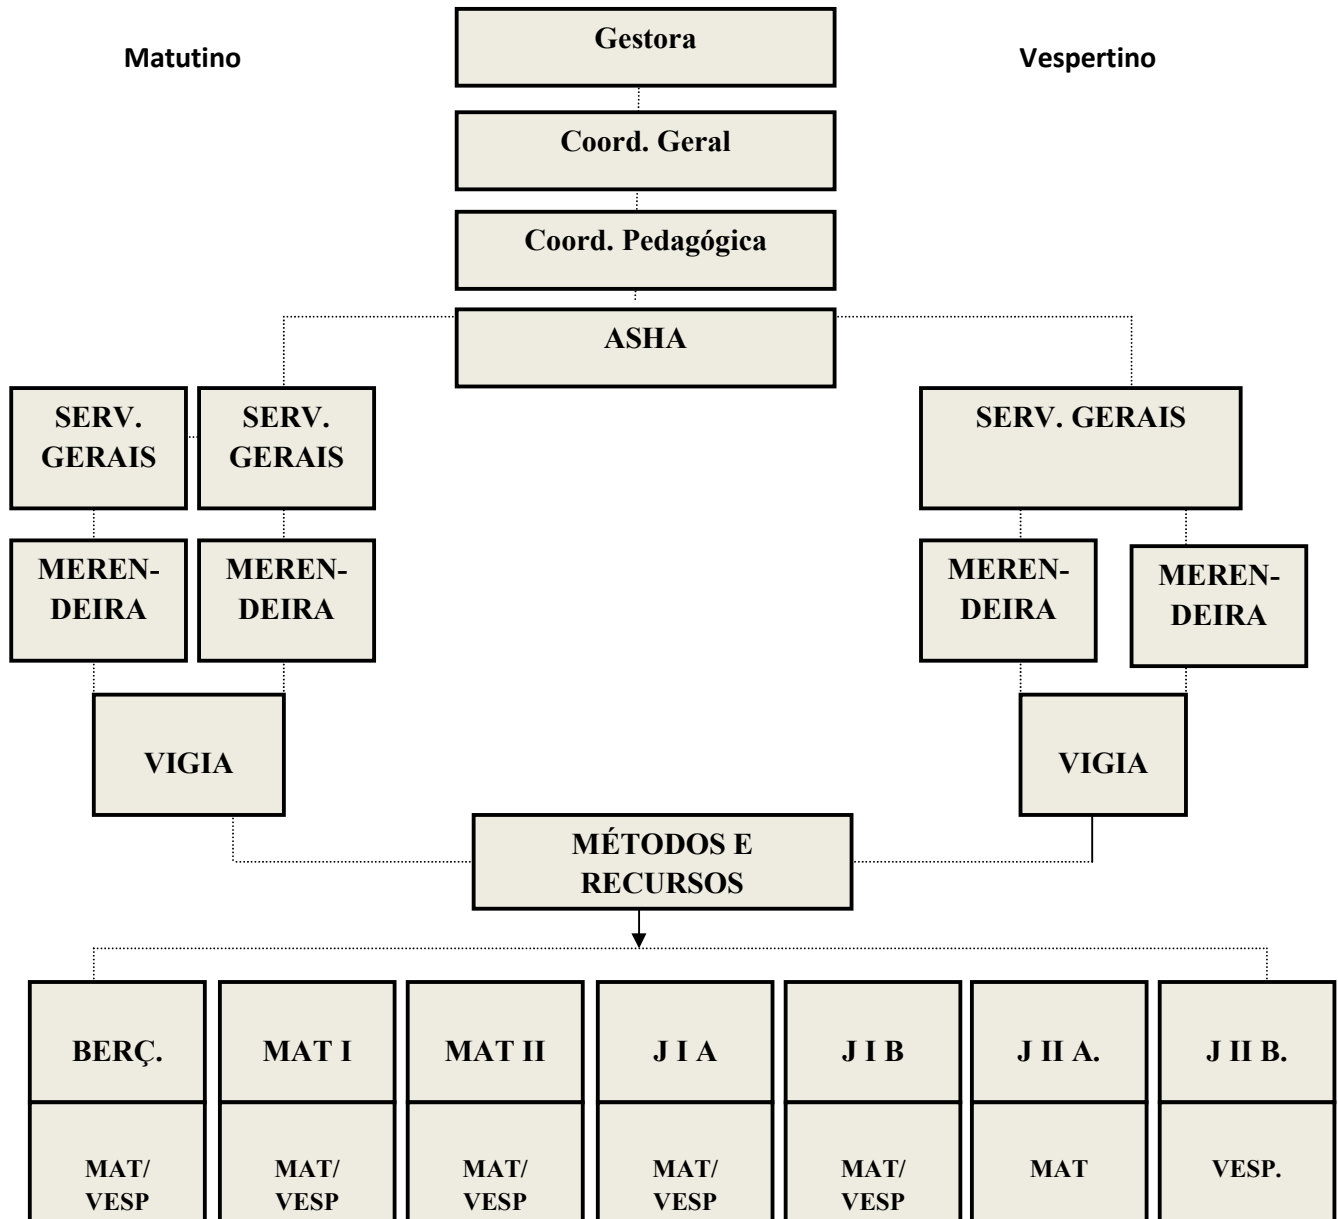 Matutino
Gestora
Vespertino
Coord. Geral
Coord. Pedagógica
ASHA
SERV.
GERAIS
SERV.
GERAIS
SERV. GERAIS
MEREN-
DEIRA
MEREN-
DEIRA
MEREN-
DEIRA
MEREN-
DEIRA
VIGIA
VIGIA
MÉTODOS E
RECURSOS
BERÇ.
MAT I
MAT II
J I A
J I B
J II A.
J II B.
MAT/
VESP
MAT/
VESP
MAT/
VESP
MAT/
VESP
MAT/
VESP
MAT
VESP.